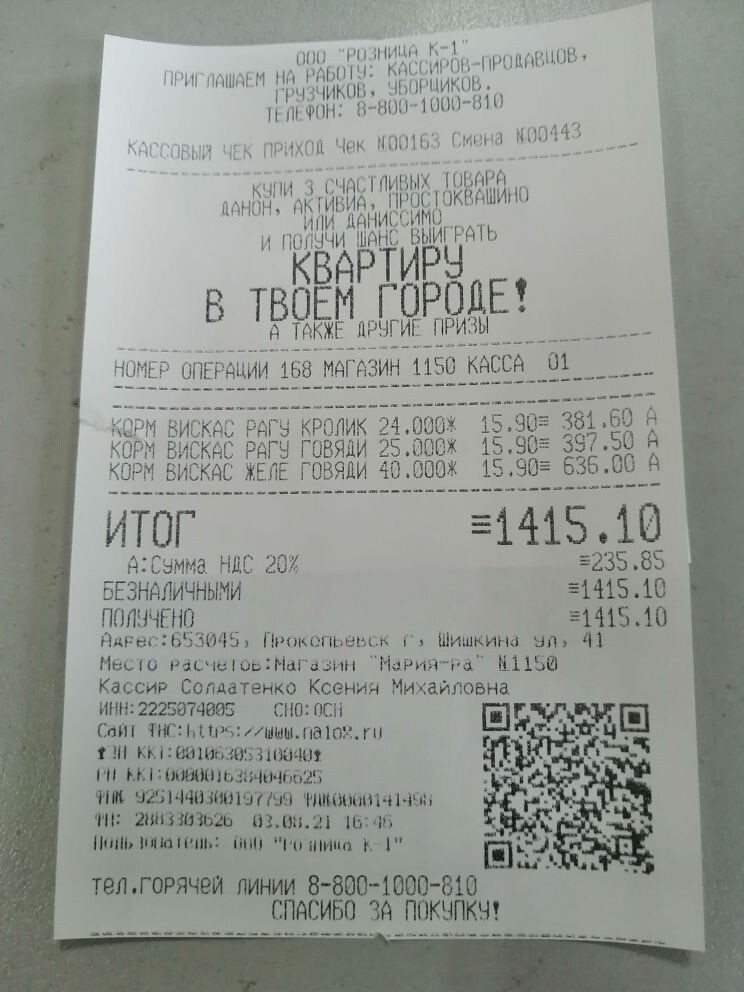 ООО "РОЗНИЦА К-1"
ПРИГЛАШАЕМ НА РАБОТУ: КАССИРОВ-ПРОДАВЦОВ,
ГРУЗЧИКОВ, УБОРЩИКОВ.
ТЕЛЕФОН: 8-800-1000-810
КАССОВЫЙ ЧЕК ПРИХОД Чек №00163 Смена №00443
КУПИ 3 СЧАСТЛИВЫХ ТОВАРА
ДАНОН, АКТИВИА, ПРОСТОКВАШИНО
ИЛИ ДАНИССИМО
И ПОЛУЧИ ШАНС ВЫИГРАТЬ
КВАРТИРУ
В ТВОЕМ ГОРОДЕ!
А ТАКЖЕ ДРУГИЕ ПРИЗЫ
НОМЕР ОПЕРАЦИИ 168 МАГАЗИН 1150 КАССА 01
КОРМ ВИСКАС РАГУ КРОЛИК 24.000* 15.90= 381.60 А
КОРМ ВИСКАС РАГУ ГОВЯДИ 25.000* 15.90= 397.50 А
КОРМ ВИСКАС ЖЕЛЕ ГОВЯДИ 40.000* 15.90= 636.00 А
ИТОГ =1415.10
А:Сумма НДС 20% =235.85
БЕЗНАЛИЧНЫМИ =1415.10
ПОЛУЧЕНО =1415.10
Адрес:653045, Прокопьевск г, Шишкина ул, 41
Место расчетов:Магазин "Мария-ра" №1150
Кассир Солдатенко Ксения Михайловна
ИНН:2225074005 СНО:ОСН
Сайт ФНС:https://www.nalog.ru
ЗН ККТ:00106305310040
РН ККТ:0000016384046625
ФН№ 9251440300197799 ФД№0000141498
ФП: 2883303626 03.08.21 16:46
Пользователь: ООО "Розница К-1"
тел.горячей линии 8-800-1000-810
СПАСИБО ЗА ПОКУПКУ!